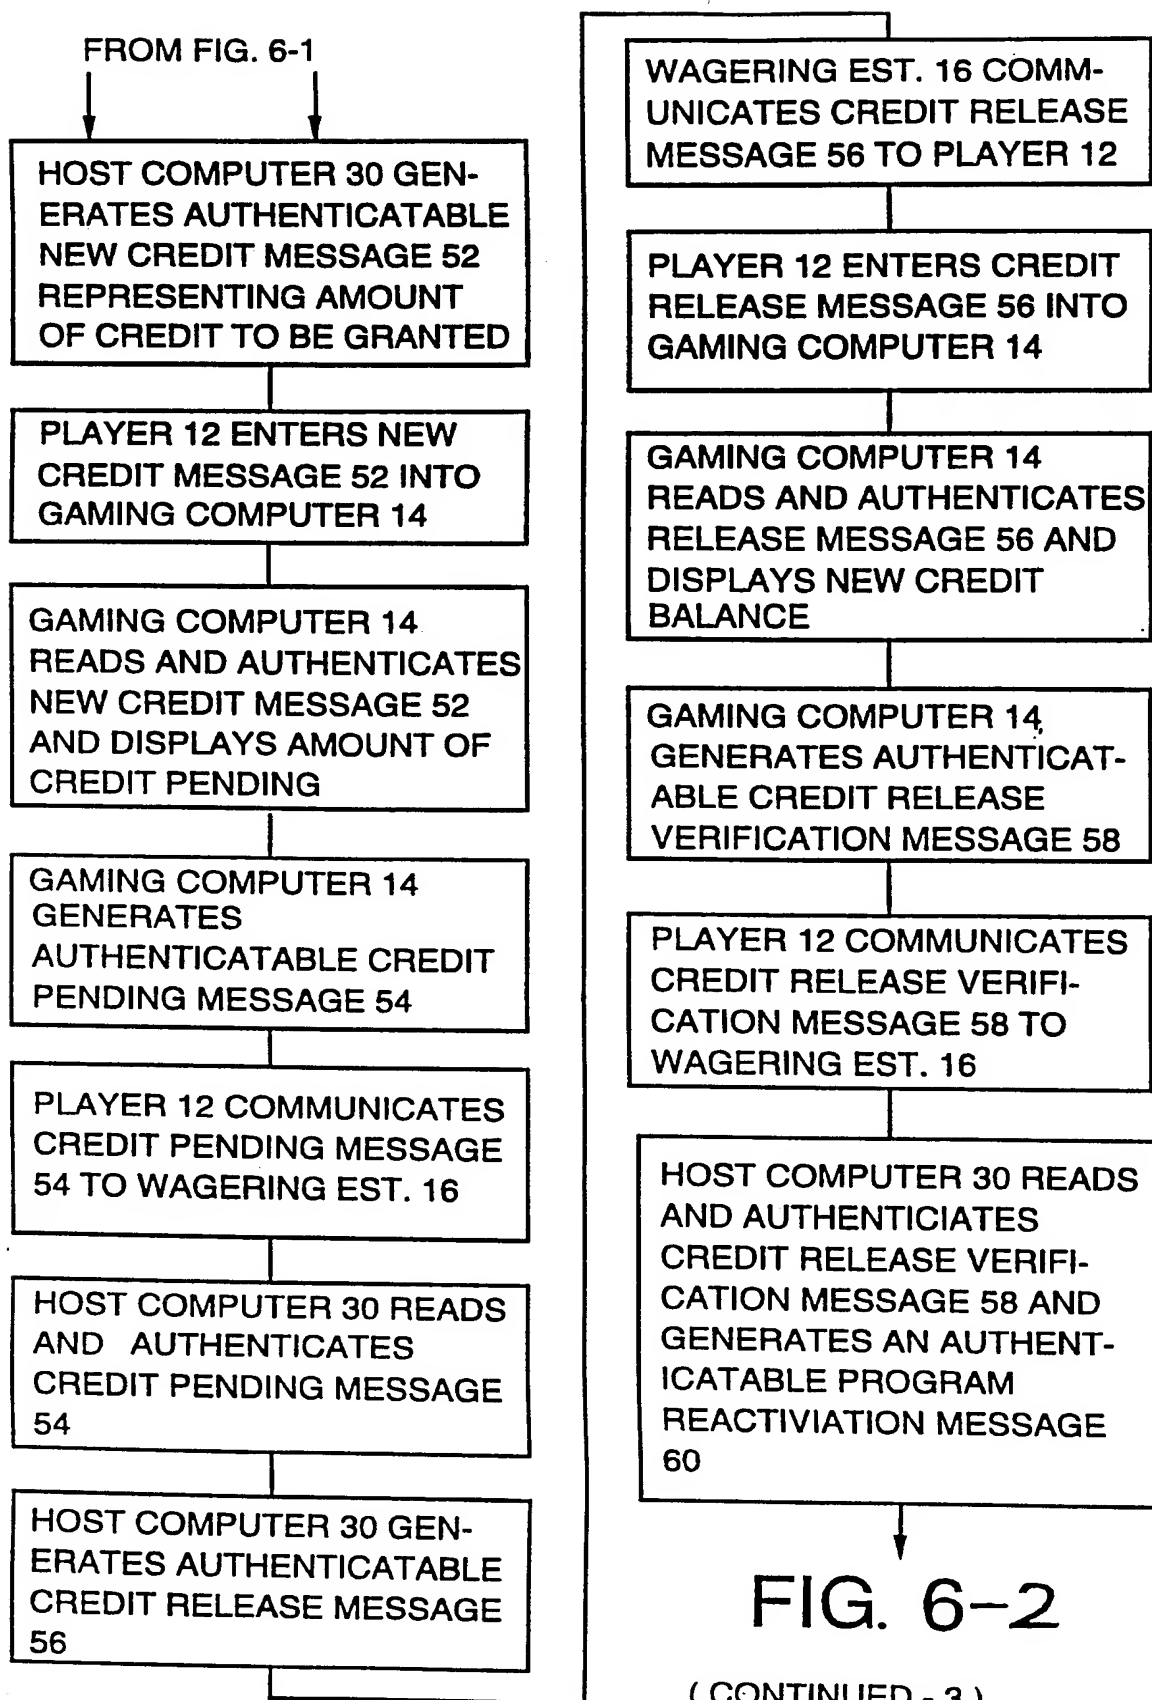 FROM FIG. 6-1
HOST COMPUTER 30 GEN-
ERATES AUTHENTICATABLE
NEW CREDIT MESSAGE 52
REPRESENTING AMOUNT
OF CREDIT TO BE GRANTED
PLAYER 12 ENTERS NEW
CREDIT MESSAGE 52 INTO
GAMING COMPUTER 14
GAMING COMPUTER 14
READS AND AUTHENTICATES
NEW CREDIT MESSAGE 52
AND DISPLAYS AMOUNT OF
CREDIT PENDING
GAMING COMPUTER 14
GENERATES
AUTHENTICATABLE CREDIT
PENDING MESSAGE 54
PLAYER 12 COMMUNICATES
CREDIT PENDING MESSAGE
54 TO WAGERING EST. 16
HOST COMPUTER 30 READS
AND AUTHENTICATES
CREDIT PENDING MESSAGE
54
HOST COMPUTER 30 GEN-
ERATES AUTHENTICATABLE
CREDIT RELEASE MESSAGE
56
WAGERING EST. 16 COMM-
UNICATES CREDIT RELEASE
MESSAGE 56 TO PLAYER 12
PLAYER 12 ENTERS CREDIT
RELEASE MESSAGE 56 INTO
GAMING COMPUTER 14
GAMING COMPUTER 14
READS AND AUTHENTICATES
RELEASE MESSAGE 56 AND
DISPLAYS NEW CREDIT
BALANCE
GAMING COMPUTER 14
GENERATES AUTHENTICAT-
ABLE CREDIT RELEASE
VERIFICATION MESSAGE 58
PLAYER 12 COMMUNICATES
CREDIT RELEASE VERIFI-
CATION MESSAGE 58 TO
WAGERING EST. 16
HOST COMPUTER 30 READS
AND AUTHENTICIATES
CREDIT RELEASE VERIFI-
CATION MESSAGE 58 AND
GENERATES AN AUTHENT-
ICATABLE PROGRAM
REACTIVIATION MESSAGE
60
FIG. 6-2
( CONTINUED - 3 )